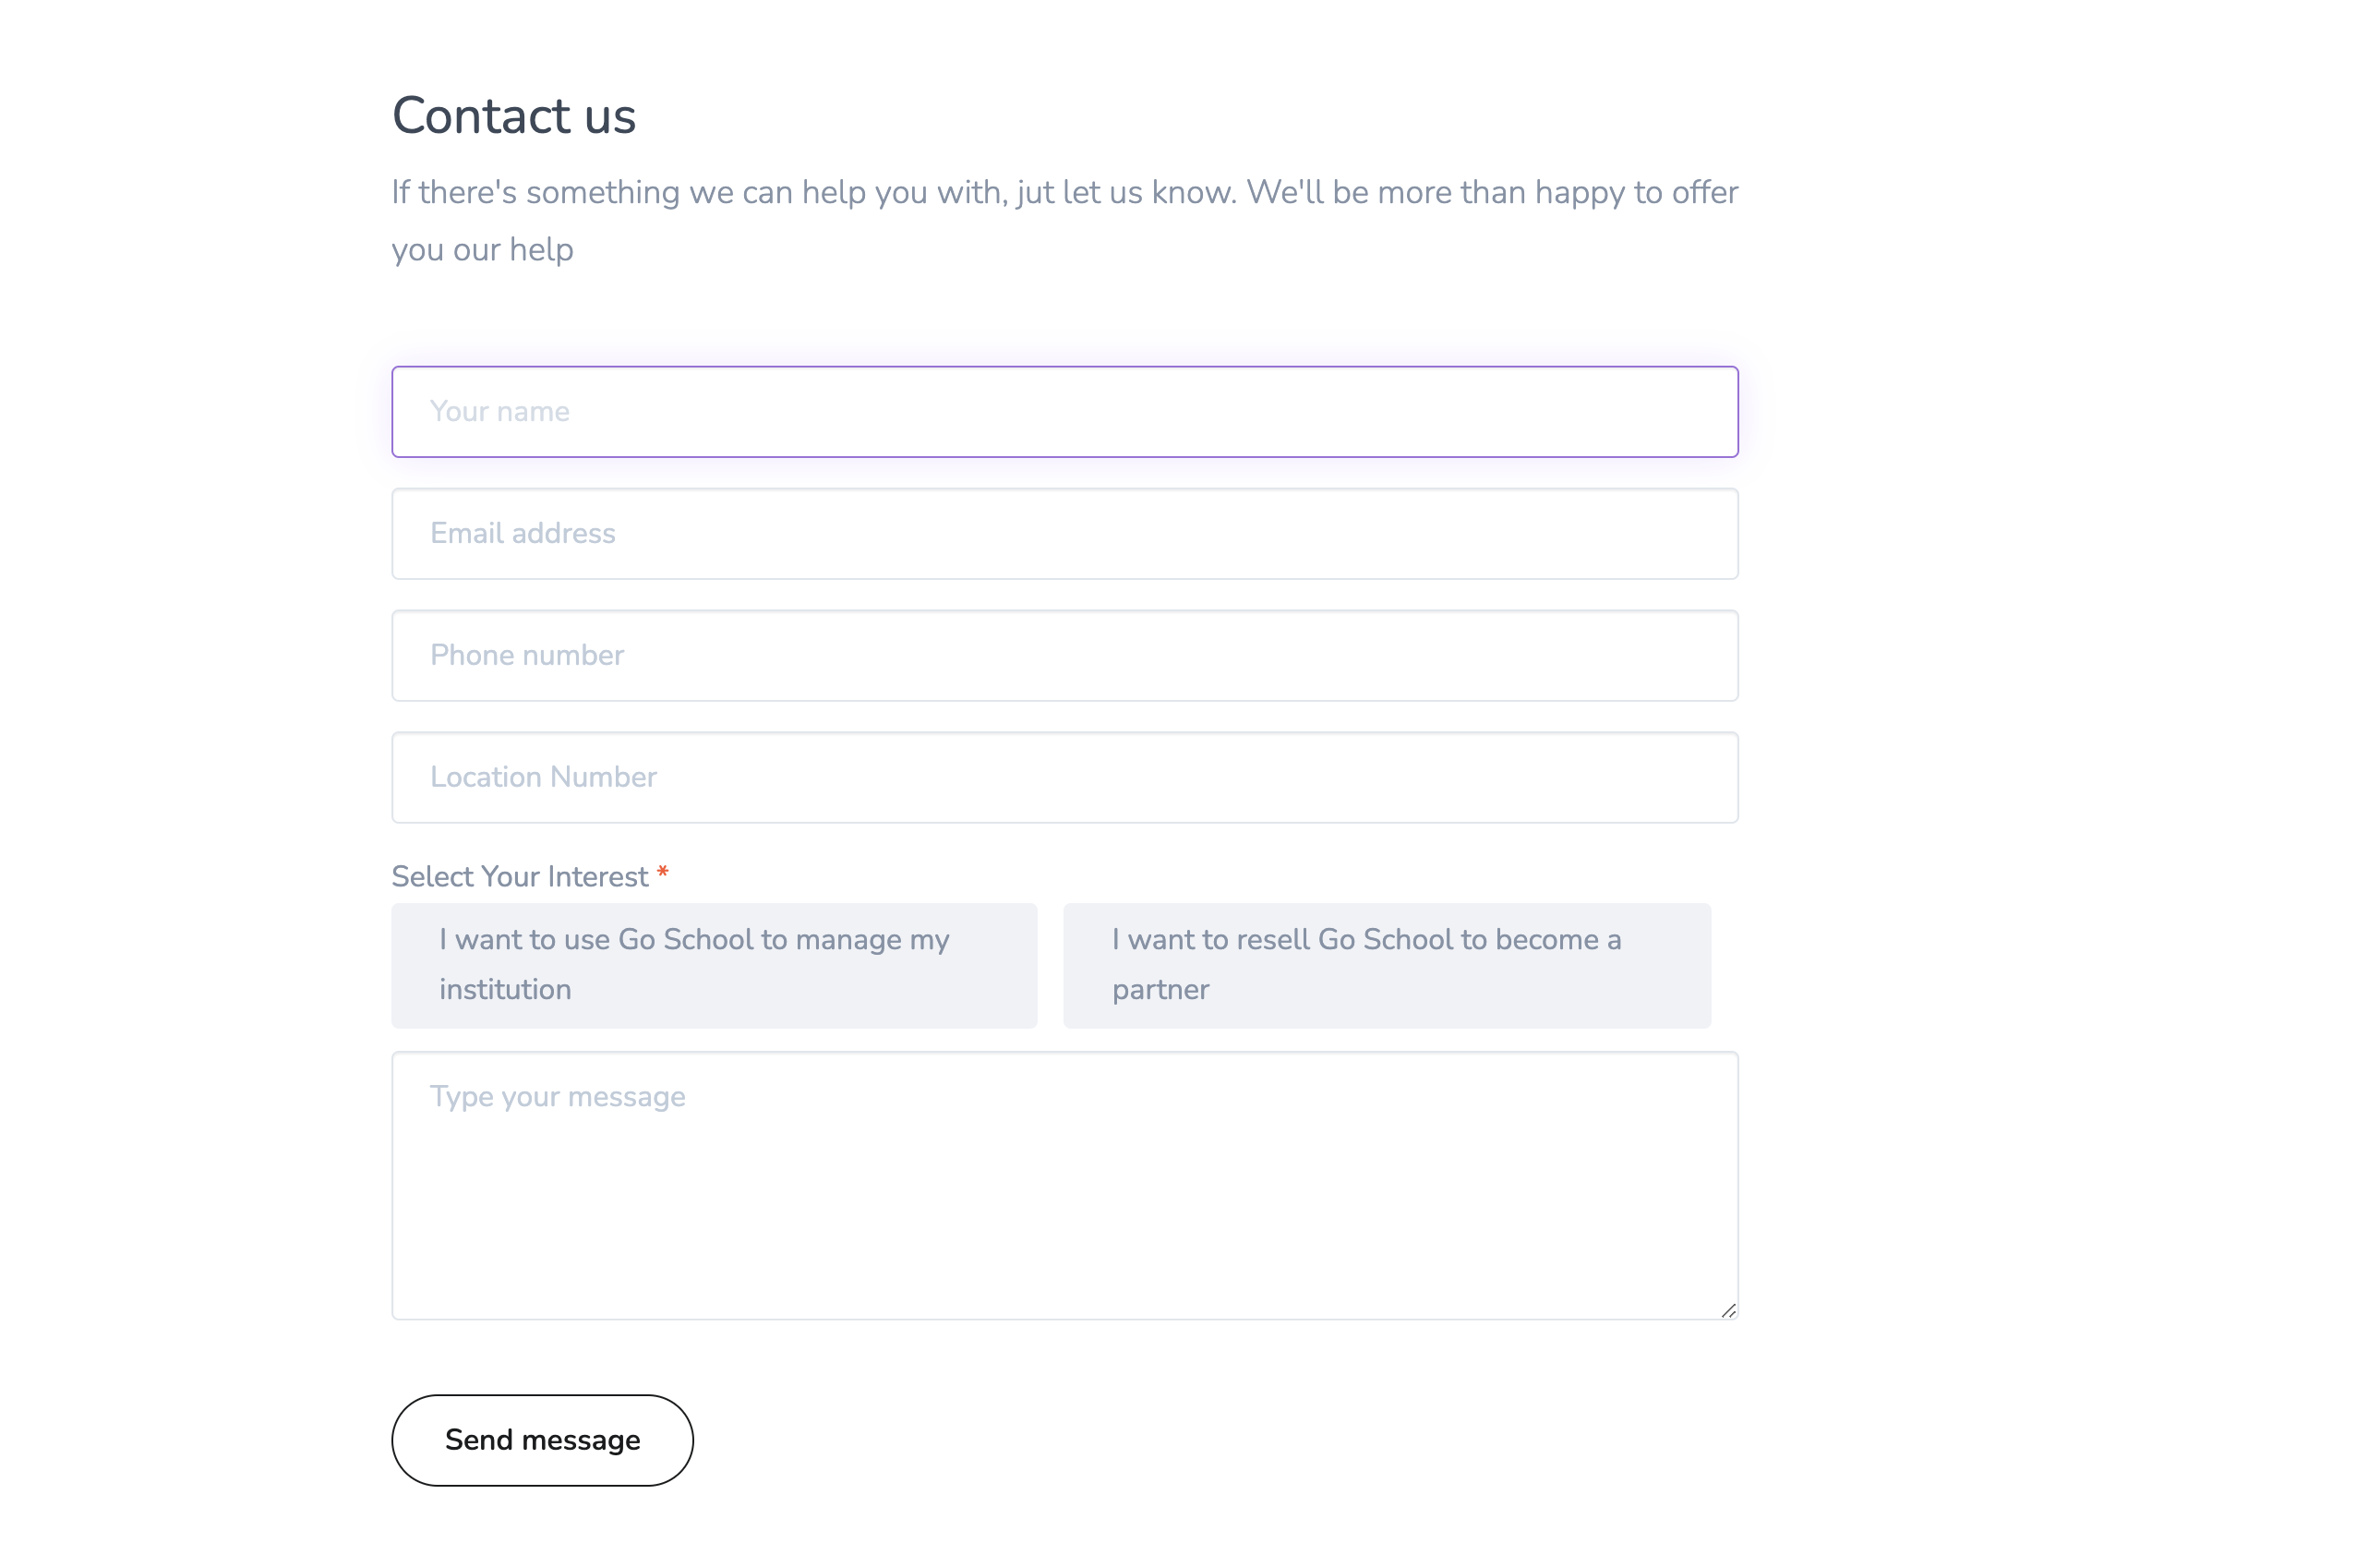 Contact us
If there's something we can help you with, jut let us know. We'll be more than happy to offer
you our help
Your name
Email address
Phone number
Location Number
Select Your Interest *
I want to use Go School to manage my
institution
I want to resell Go School to become a
partner
Type your message
Send message